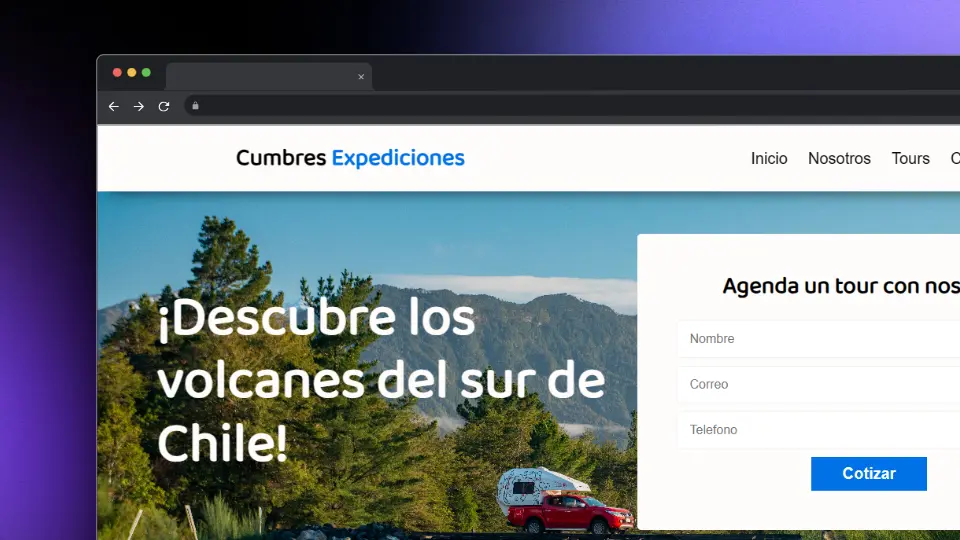 Cumbres Expediciones
Inicio Nosotros Tours
¡Descubre los
volcanes del sur de
Chile!
Agenda un tour con nos
Nombre
Correo
Telefono
Cotizar